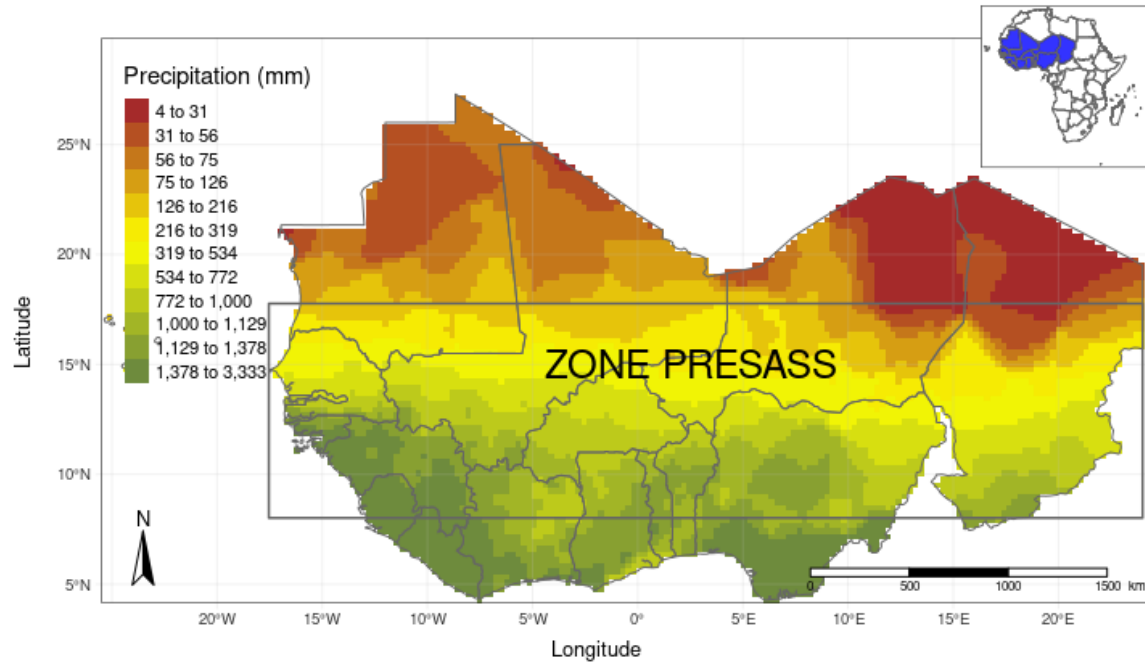 Precipitation (mm)
4 to 31
31 to 56
56 to 75
75 to 126
126 to 216
216 to 319
319 to 534
534 to 772
772 to 1,000
1,000 to 1,129
1,129 to 1,378
1,378 to 3,333
25°N
20°N
15°N
10°N
5°N
Latitude
ZONE PRESASS
N
0 500 1000 1500 km
20°W 15°W 10°W 5°W 0° 5°E 10°E 15°E 20°E
Longitude